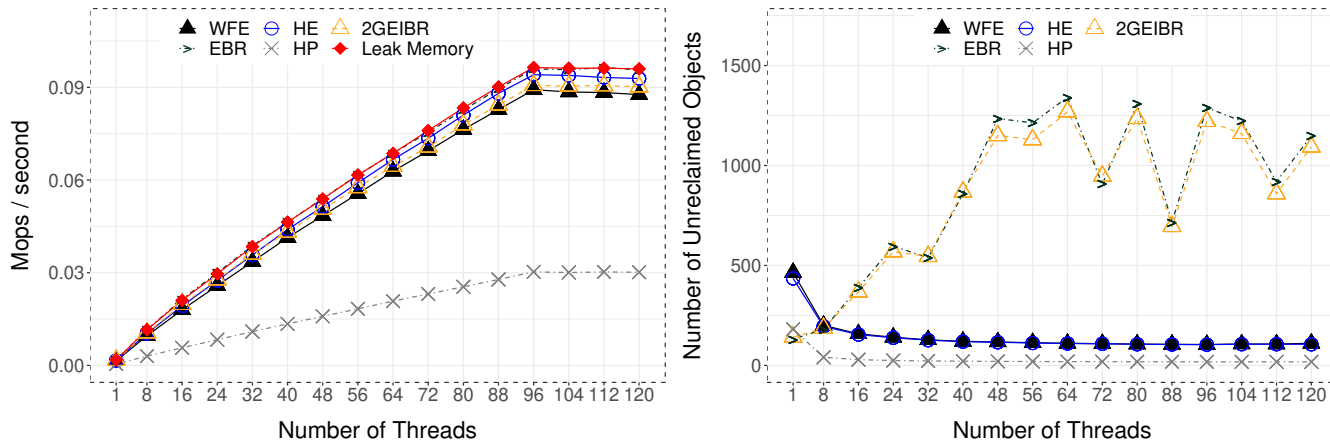 WFE HE 2GEIBR
EBR HP Leak Memory
Mops / second
0.09
0.06
0.03
0.00
1 8 16 24 32 40 48 56 64 72 80 88 96 104 112 120
Number of Threads
WFE HE 2GEIBR
EBR HP
Number of Unreclaimed Objects
1500
1000
500
0
1 8 16 24 32 40 48 56 64 72 80 88 96 104 112 120
Number of Threads